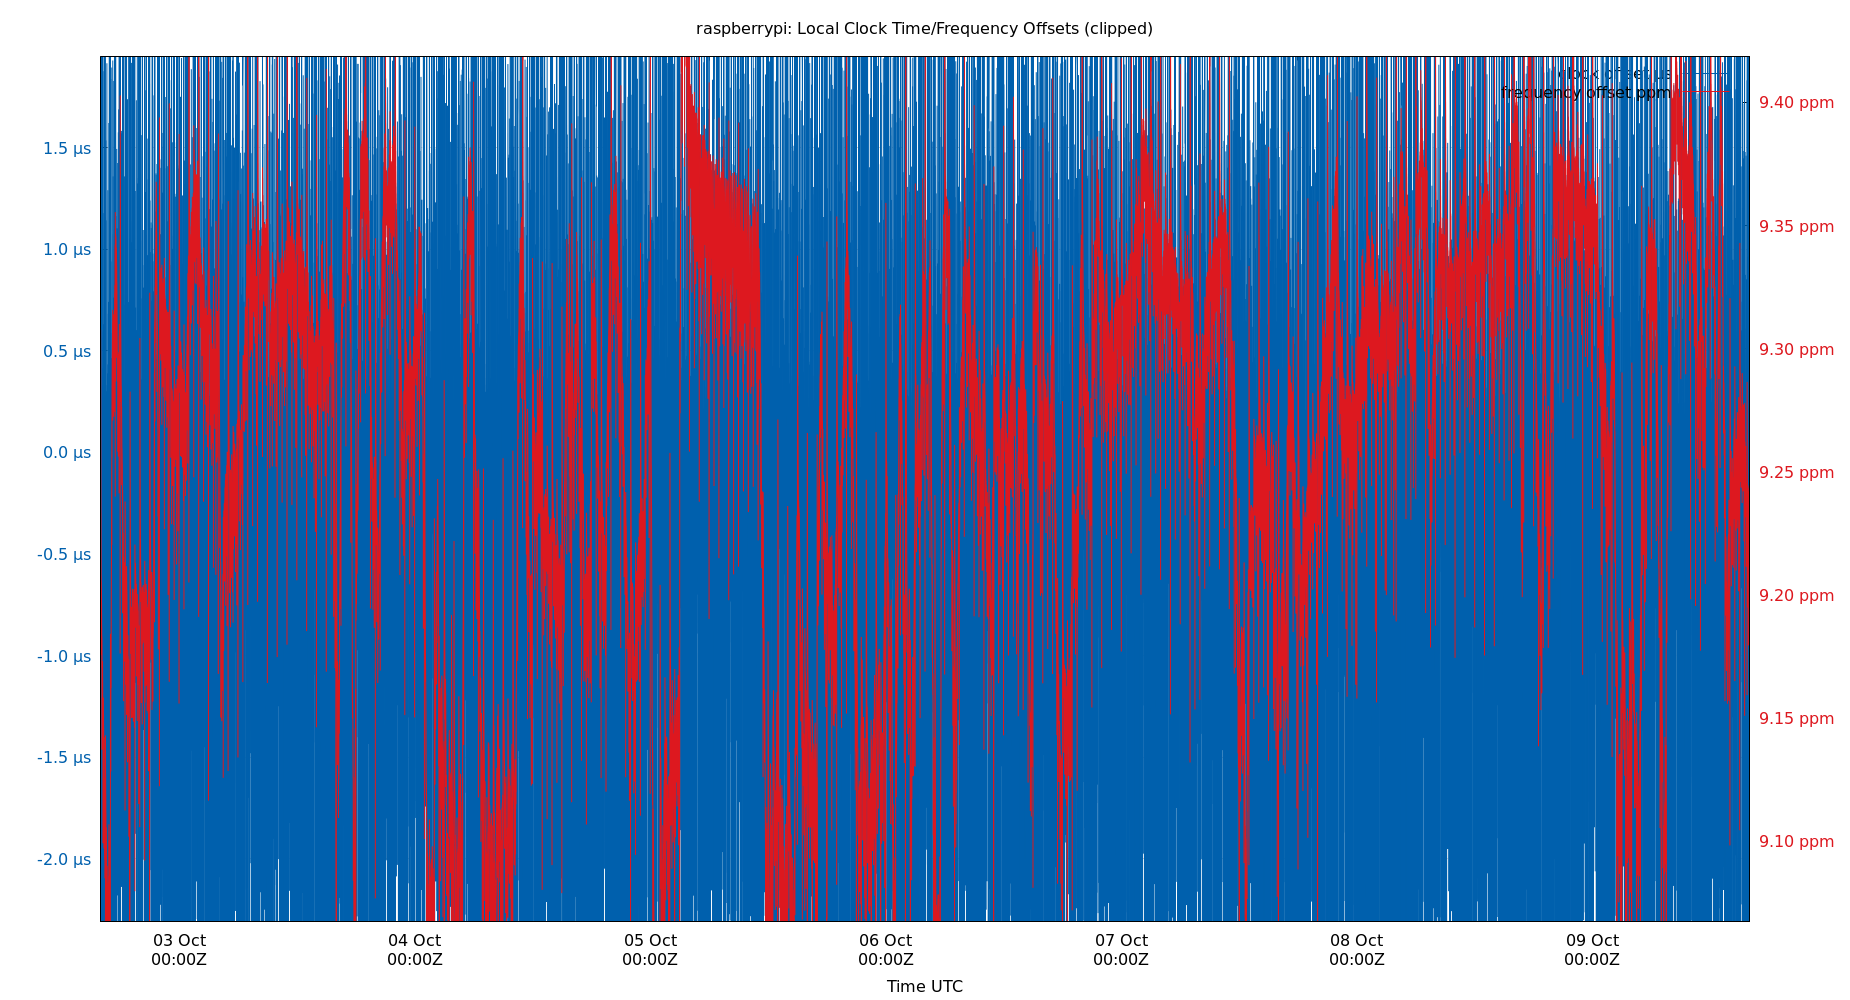 raspberrypi: Local Clock Time/Frequency Offsets (clipped)
clock offset µs
frequency offset ppm
1.5 µs
1.0 µs
0.5 µs
0.0 µs
-0.5 µs
-1.0 µs
-1.5 µs
-2.0 µs
9.40 ppm
9.35 ppm
9.30 ppm
9.25 ppm
9.20 ppm
9.15 ppm
9.10 ppm
03 Oct 04 Oct 05 Oct 06 Oct 07 Oct 08 Oct 09 Oct
00:00Z 00:00Z 00:00Z 00:00Z 00:00Z 00:00Z 00:00Z
Time UTC